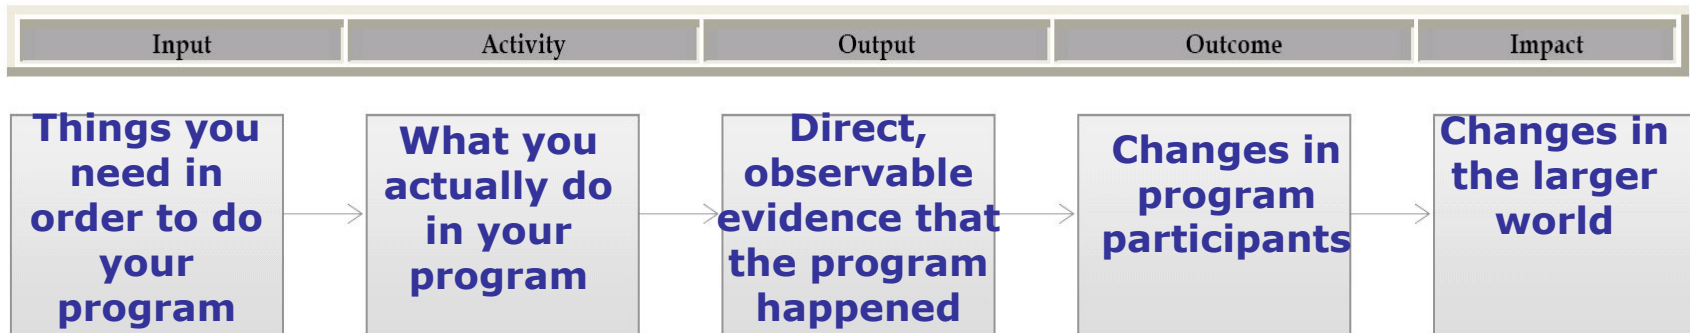 Input Activity Output Outcome Impact
Things you
need in
order to do
your
program
What you
actually do
in your
program
Direct,
observable
evidence that
the program
happened
Changes in
program
participants
Changes in
the larger
world